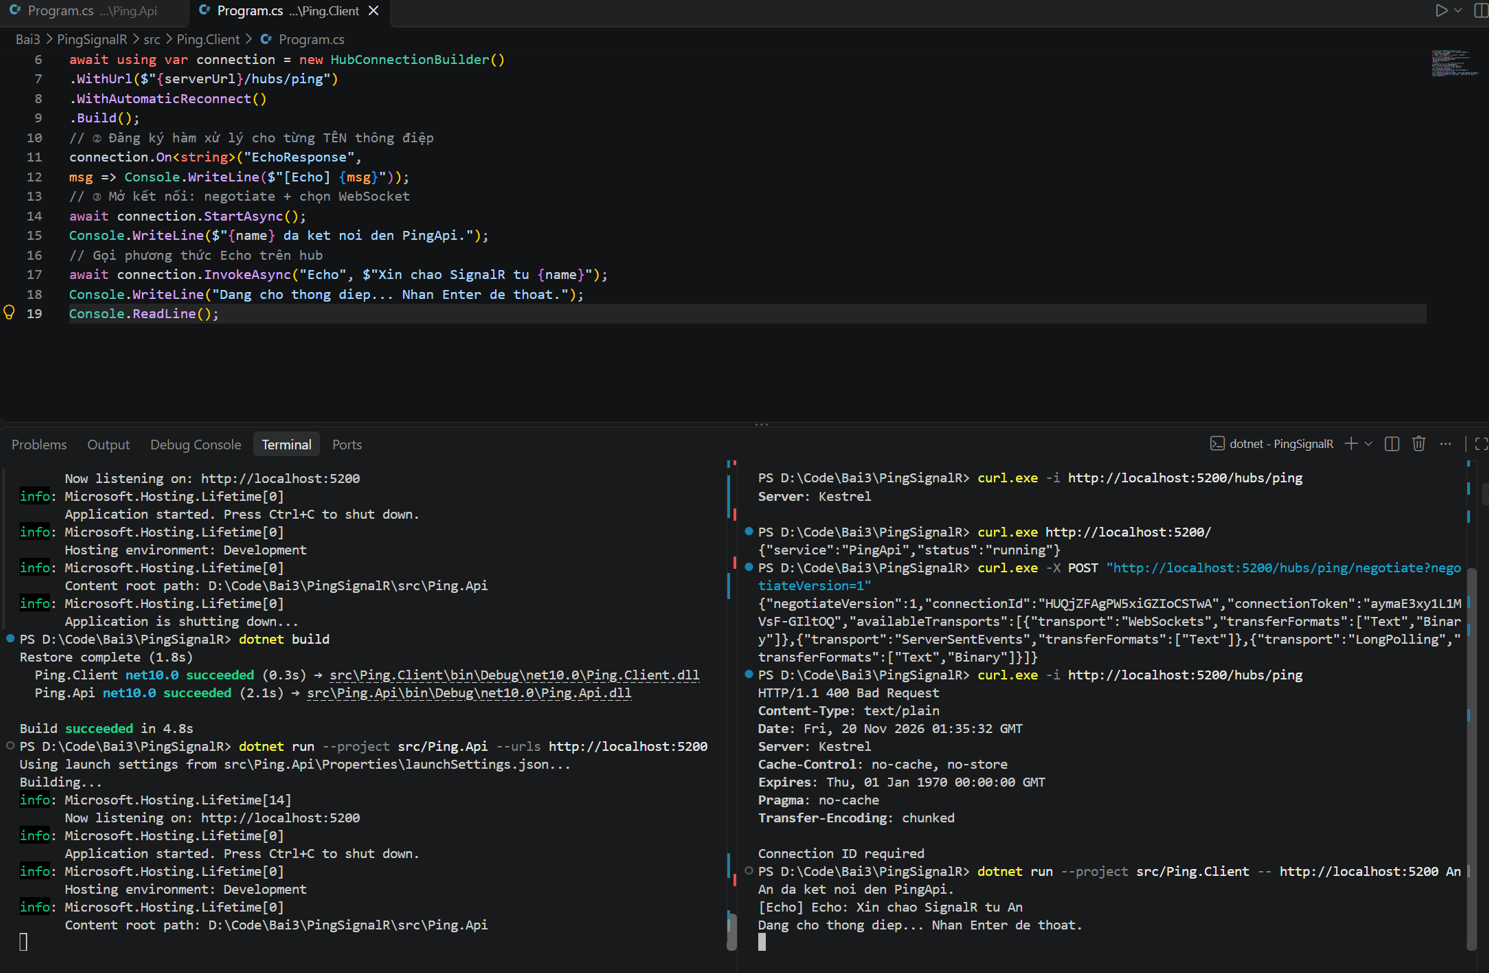 Program.cs ...\Ping.Api
Program.cs ...\Ping.Client
Bai3 > PingSignalR > src > Ping.Client > Program.cs
6 await using var connection = new HubConnectionBuilder()
7 .WithUrl($"{serverUrl}/hubs/ping")
8 .WithAutomaticReconnect()
9 .Build();
10 // ② Đăng ký hàm xử lý cho từng TÊN thông điệp
11 connection.On<string>("EchoResponse",
12 msg => Console.WriteLine($"[Echo] {msg}"));
13 // ③ Mở kết nối: negotiate + chọn WebSocket
14 await connection.StartAsync();
15 Console.WriteLine($"{name} da ket noi den PingApi.");
16 // Gọi phương thức Echo trên hub
17 await connection.InvokeAsync("Echo", $"Xin chao SignalR tu {name}");
18 Console.WriteLine("Dang cho thong diep... Nhan Enter de thoat.");
19 Console.ReadLine();
Problems Output Debug Console Terminal Ports
dotnet - PingSignalR
Now listening on: http://localhost:5200
info: Microsoft.Hosting.Lifetime[0]
Application started. Press Ctrl+C to shut down.
info: Microsoft.Hosting.Lifetime[0]
Hosting environment: Development
info: Microsoft.Hosting.Lifetime[0]
Content root path: D:\Code\Bai3\PingSignalR\src\Ping.Api
info: Microsoft.Hosting.Lifetime[0]
Application is shutting down...
PS D:\Code\Bai3\PingSignalR> dotnet build
Restore complete (1.8s)
Ping.Client net10.0 succeeded (0.3s) → src\Ping.Client\bin\Debug\net10.0\Ping.Client.dll
Ping.Api net10.0 succeeded (2.1s) → src\Ping.Api\bin\Debug\net10.0\Ping.Api.dll
Build succeeded in 4.8s
PS D:\Code\Bai3\PingSignalR> dotnet run --project src/Ping.Api --urls http://localhost:5200
Using launch settings from src\Ping.Api\Properties\launchSettings.json...
Building...
info: Microsoft.Hosting.Lifetime[14]
Now listening on: http://localhost:5200
info: Microsoft.Hosting.Lifetime[0]
Application started. Press Ctrl+C to shut down.
info: Microsoft.Hosting.Lifetime[0]
Hosting environment: Development
info: Microsoft.Hosting.Lifetime[0]
Content root path: D:\Code\Bai3\PingSignalR\src\Ping.Api
PS D:\Code\Bai3\PingSignalR> curl.exe -i http://localhost:5200/hubs/ping
Server: Kestrel
PS D:\Code\Bai3\PingSignalR> curl.exe http://localhost:5200/
{"service":"PingApi","status":"running"}
PS D:\Code\Bai3\PingSignalR> curl.exe -X POST "http://localhost:5200/hubs/ping/negotiate?nego
tiateVersion=1"
{"negotiateVersion":1,"connectionId":"HUQjZFAgPW5xiGZIoCSTwA","connectionToken":"aymaE3xy1L1M
VsF-GIltOQ","availableTransports":[{"transport":"WebSockets","transferFormats":["Text","Binar
y"]},{"transport":"ServerSentEvents","transferFormats":["Text"]},{"transport":"LongPolling","
transferFormats":["Text","Binary"]}]}
PS D:\Code\Bai3\PingSignalR> curl.exe -i http://localhost:5200/hubs/ping
HTTP/1.1 400 Bad Request
Content-Type: text/plain
Date: Fri, 20 Nov 2026 01:35:32 GMT
Server: Kestrel
Cache-Control: no-cache, no-store
Expires: Thu, 01 Jan 1970 00:00:00 GMT
Pragma: no-cache
Transfer-Encoding: chunked
Connection ID required
PS D:\Code\Bai3\PingSignalR> dotnet run --project src/Ping.Client -- http://localhost:5200 An
An da ket noi den PingApi.
[Echo] Echo: Xin chao SignalR tu An
Dang cho thong diep... Nhan Enter de thoat.